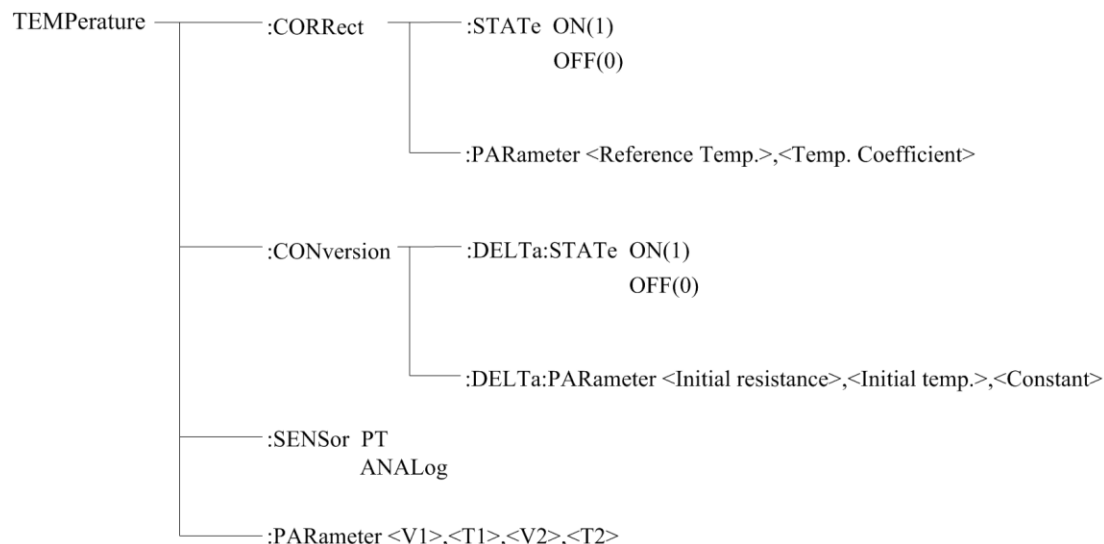 TEMPerature :CORRect :STATe ON(1)
OFF(0)
:PARameter <Reference Temp.>,<Temp. Coefficient>
:CONversion :DELTa:STATe ON(1)
OFF(0)
:DELTa:PARameter <Initial resistance>,<Initial temp.>,<Constant>
:SENSor PT
ANALog
:PARameter <V1>,<T1>,<V2>,<T2>